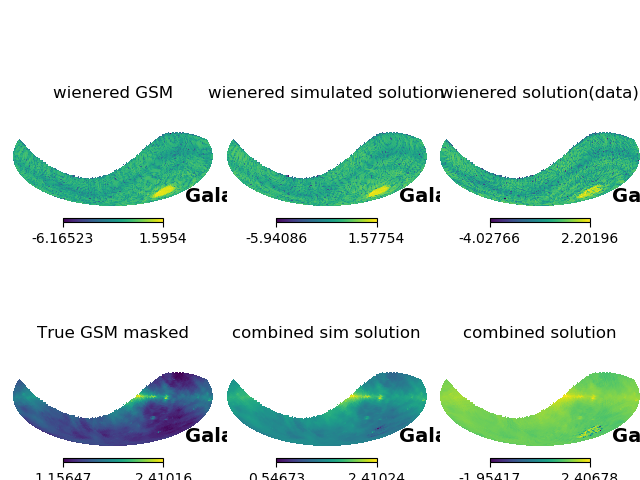 wienered GSM
wienered simulated solution
wienered solution(data)
Gala
Gala
Ga
-6.16523 1.5954
-5.94086 1.57754
-4.02766 2.20196
True GSM masked
combined sim solution
combined solution
Gala
Gala
Ga
1.15647 2.41016
0.54673 2.41024
-1.95417 2.40678